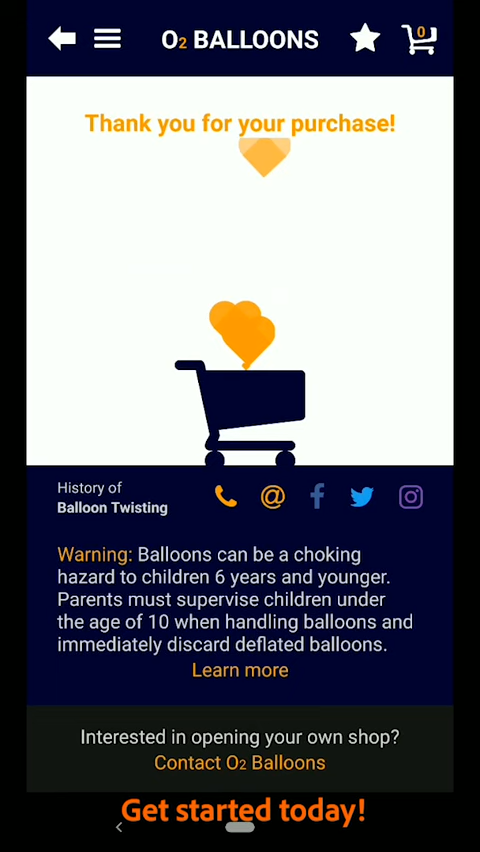 O2 BALLOONS
0
Thank you for your purchase!
History of
Balloon Twisting
Warning: Balloons can be a choking
hazard to children 6 years and younger.
Parents must supervise children under
the age of 10 when handling balloons and
immediately discard deflated balloons.
Learn more
Interested in opening your own shop?
Contact O2 Balloons
Get started today!